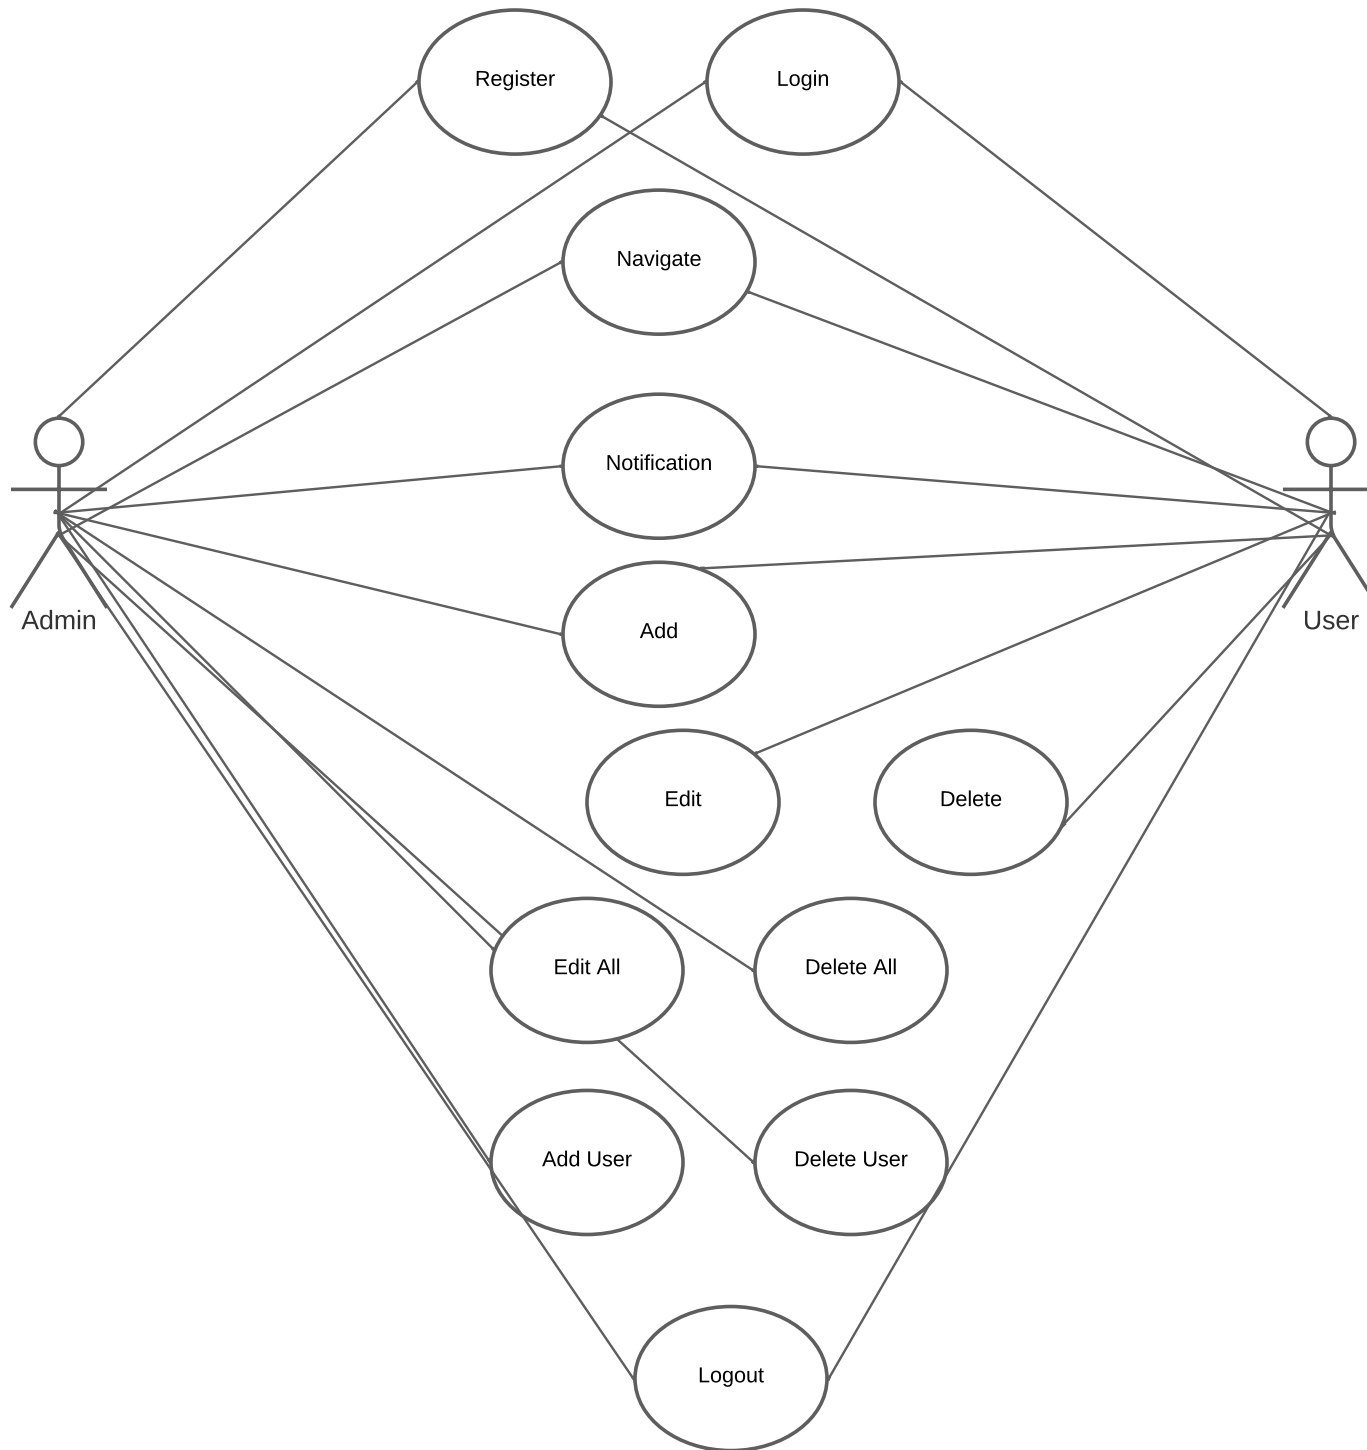 Register
Login
Navigate
Notification
Admin
User
Add
Edit
Delete
Edit All
Delete All
Add User
Delete User
Logout